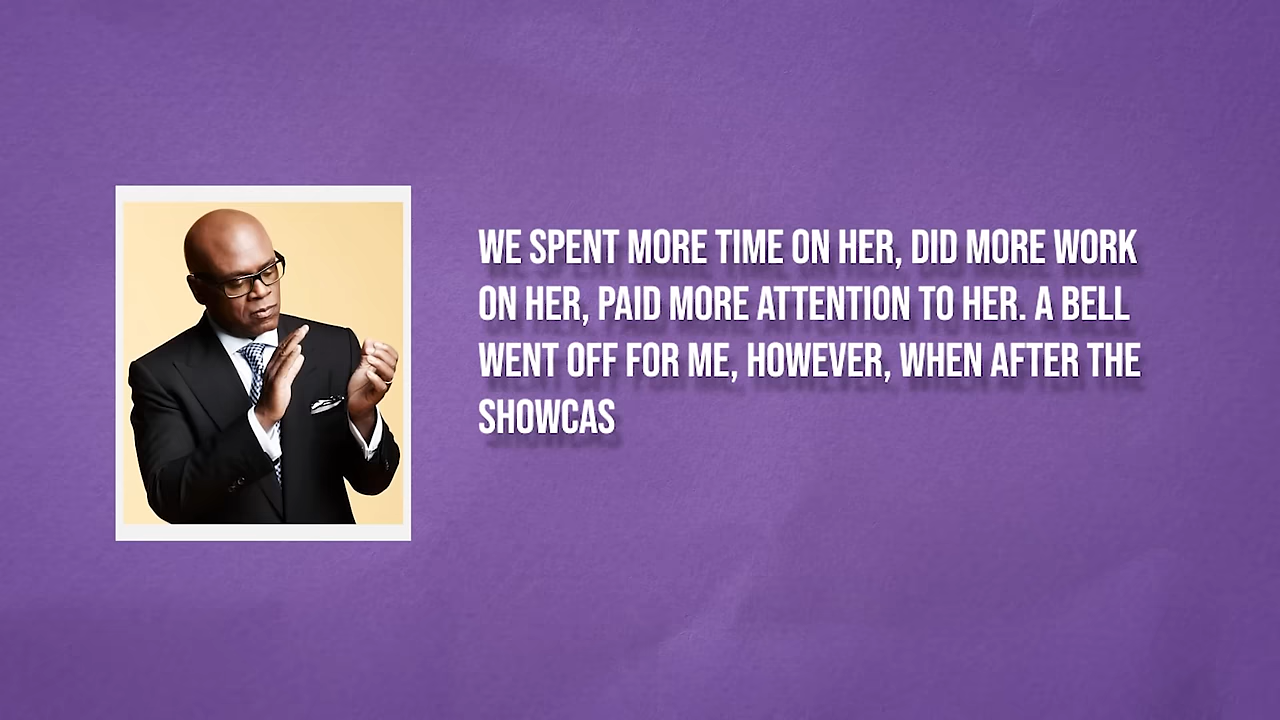 WE SPENT MORE TIME ON HER, DID MORE WORK
ON HER, PAID MORE ATTENTION TO HER. A BELL
WENT OFF FOR ME, HOWEVER, WHEN AFTER THE
SHOWCAS